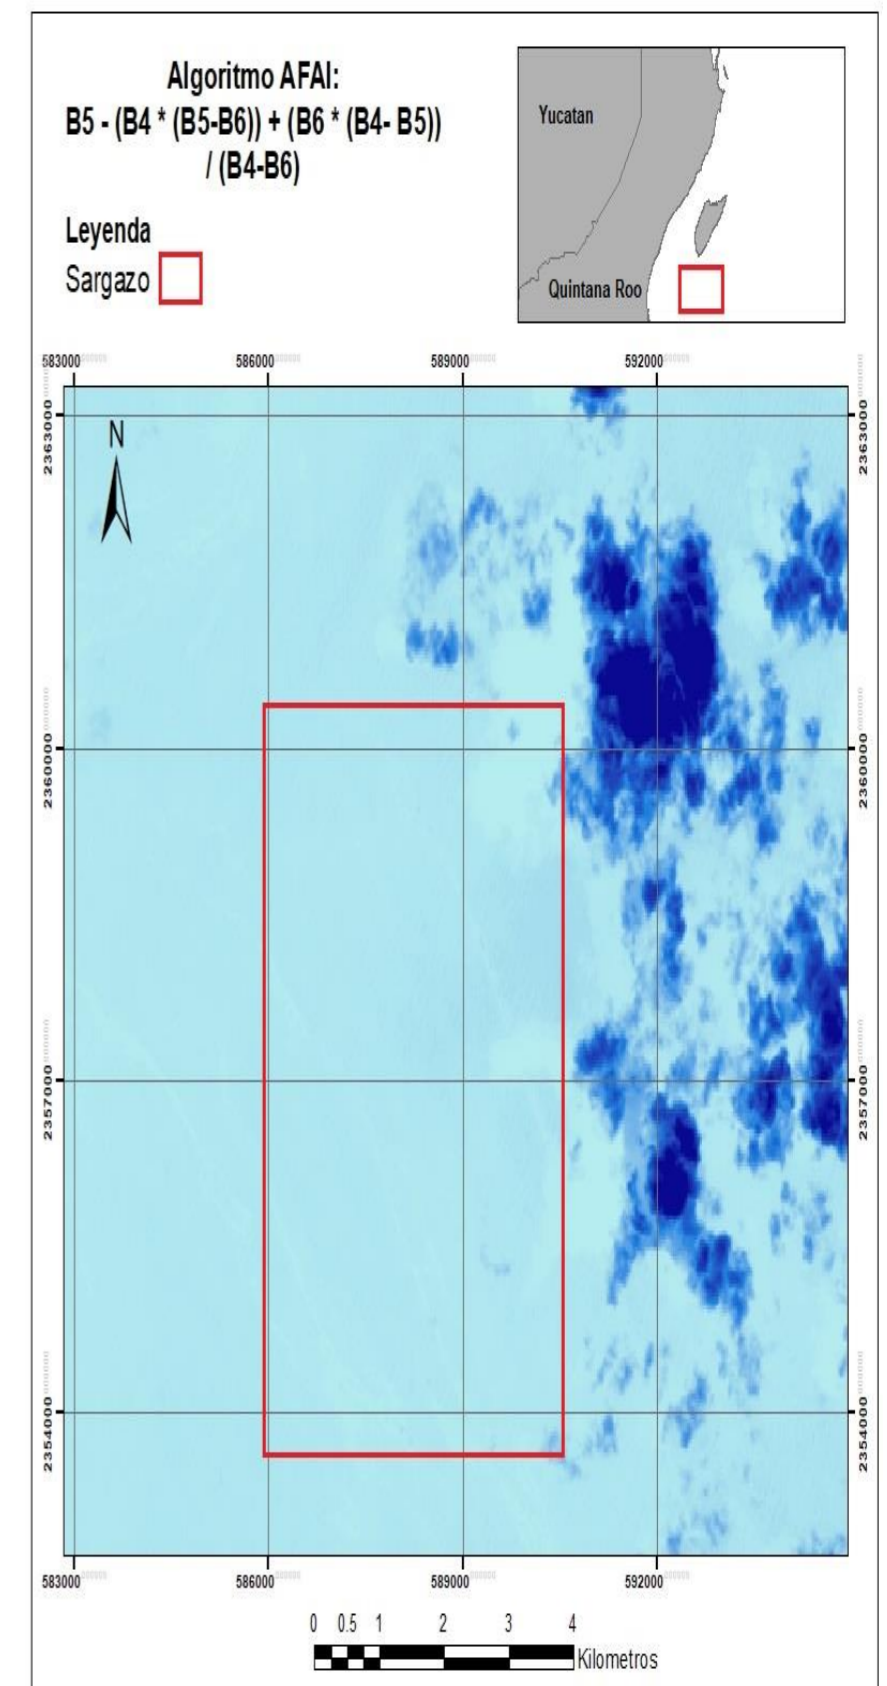 Algoritmo AFAI:
B5 - (B4 * (B5-B6)) + (B6 * (B4- B5))
/ (B4-B6)
Leyenda
Sargazo
Yucatan
Quintana Roo
583000 586000 589000 592000
2363000 2363000
N
2360000 2360000
2357000 2357000
2354000 2354000
583000 586000 589000 592000
0 0.5 1 2 3 4
Kilometros